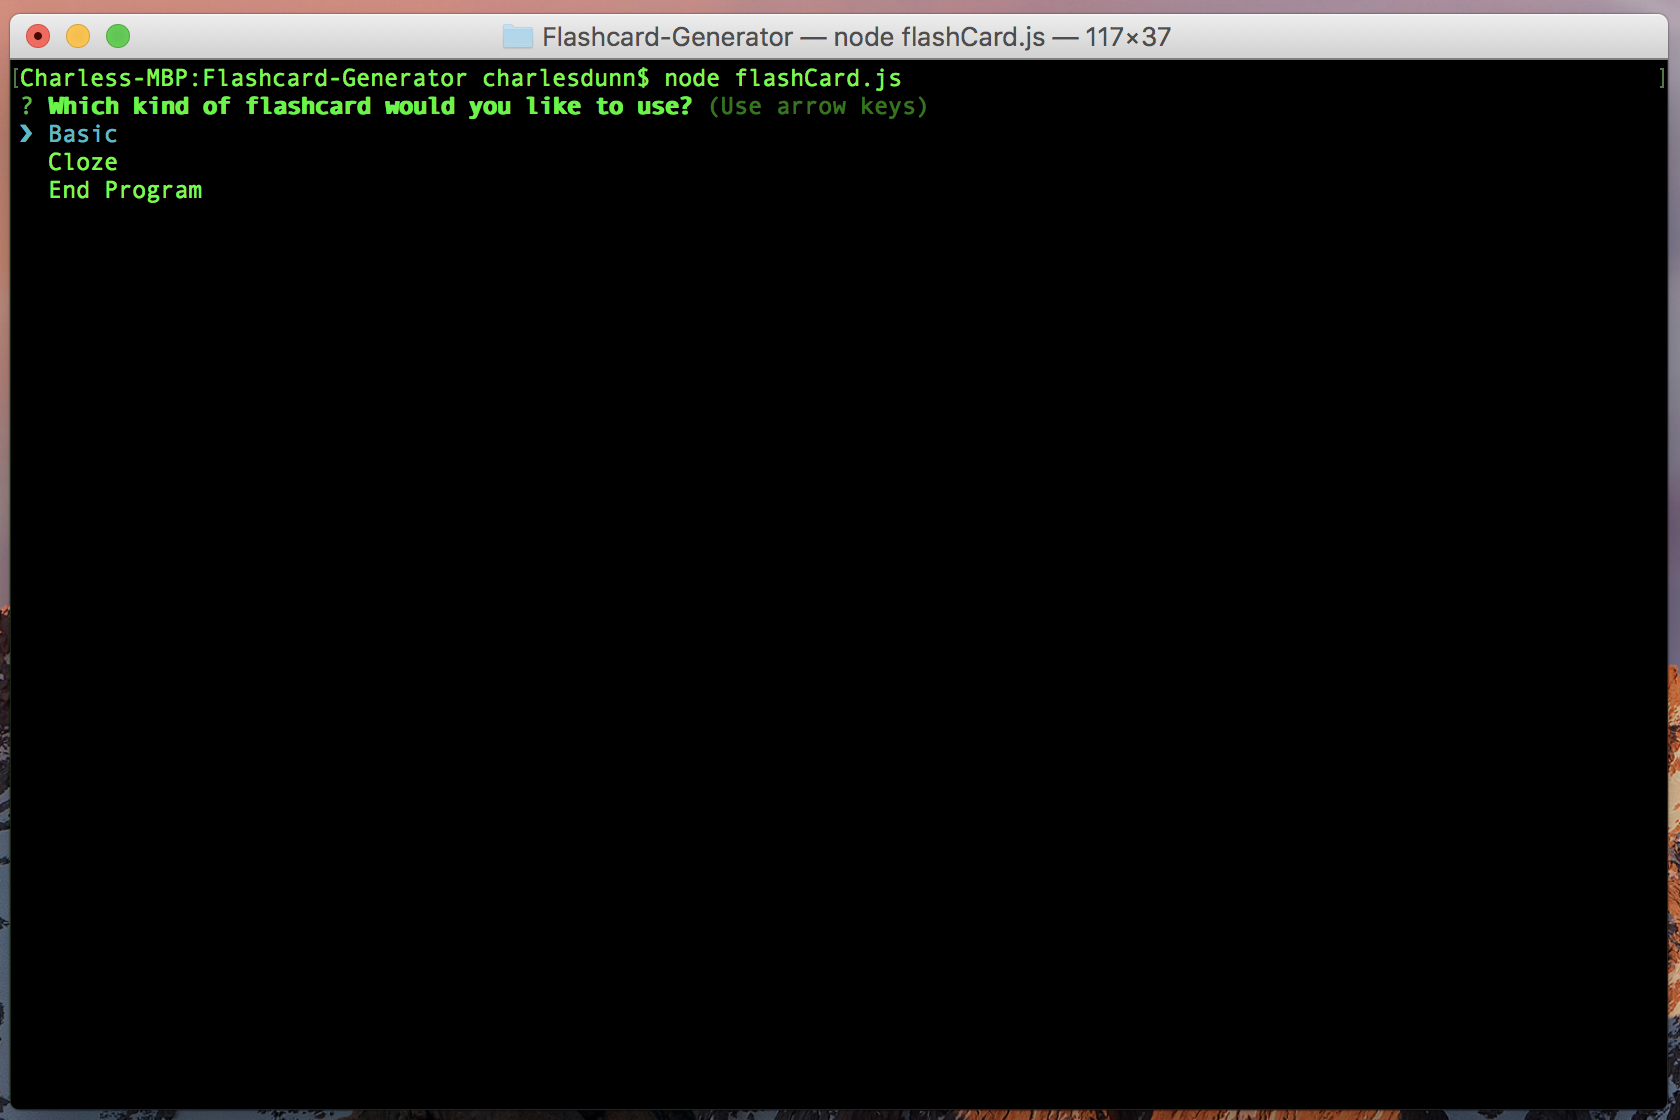 Flashcard-Generator — node flashCard.js — 117×37
[Charless-MBP:Flashcard-Generator charlesdunn$ node flashCard.js ]
? Which kind of flashcard would you like to use? (Use arrow keys)
❯ Basic
Cloze
End Program